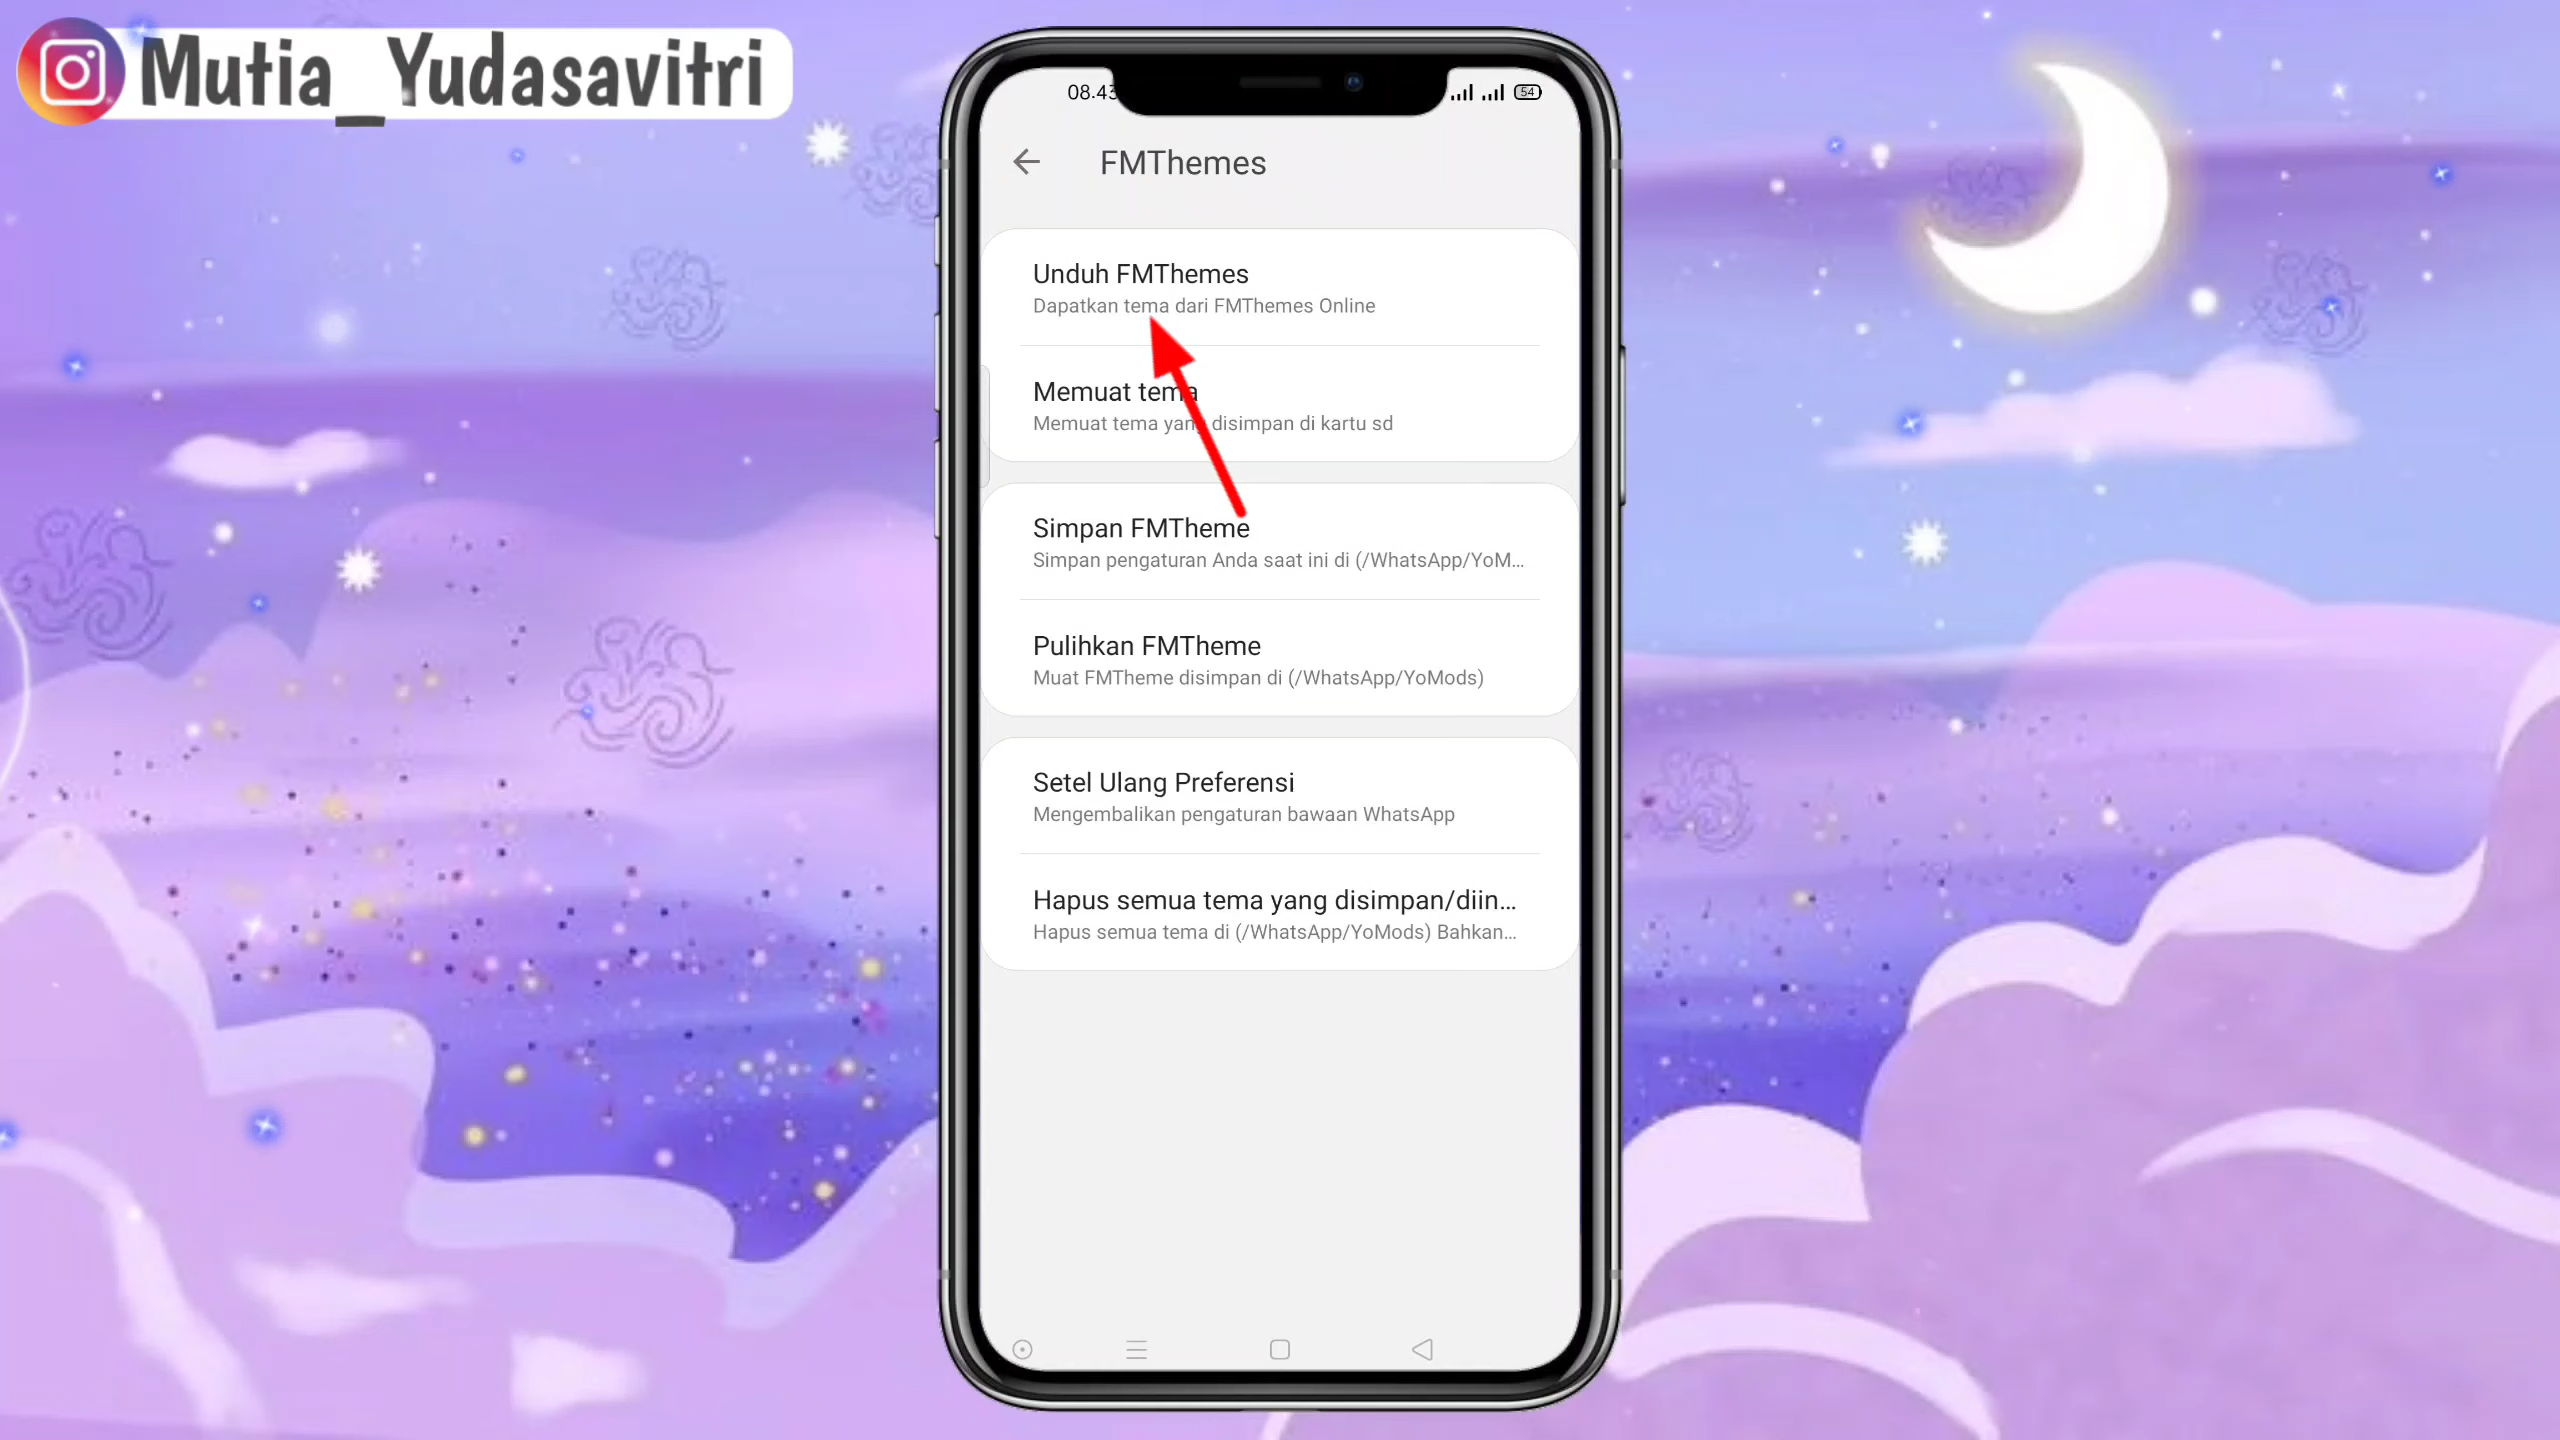 Mutia_Yudasavitri
08.43
54
FMThemes
Unduh FMThemes
Dapatkan tema dari FMThemes Online
Memuat tema
Memuat tema yang disimpan di kartu sd
Simpan FMTheme
Simpan pengaturan Anda saat ini di (/WhatsApp/YoM...
Pulihkan FMTheme
Muat FMTheme disimpan di (/WhatsApp/YoMods)
Setel Ulang Preferensi
Mengembalikan pengaturan bawaan WhatsApp
Hapus semua tema yang disimpan/diin...
Hapus semua tema di (/WhatsApp/YoMods) Bahkan...